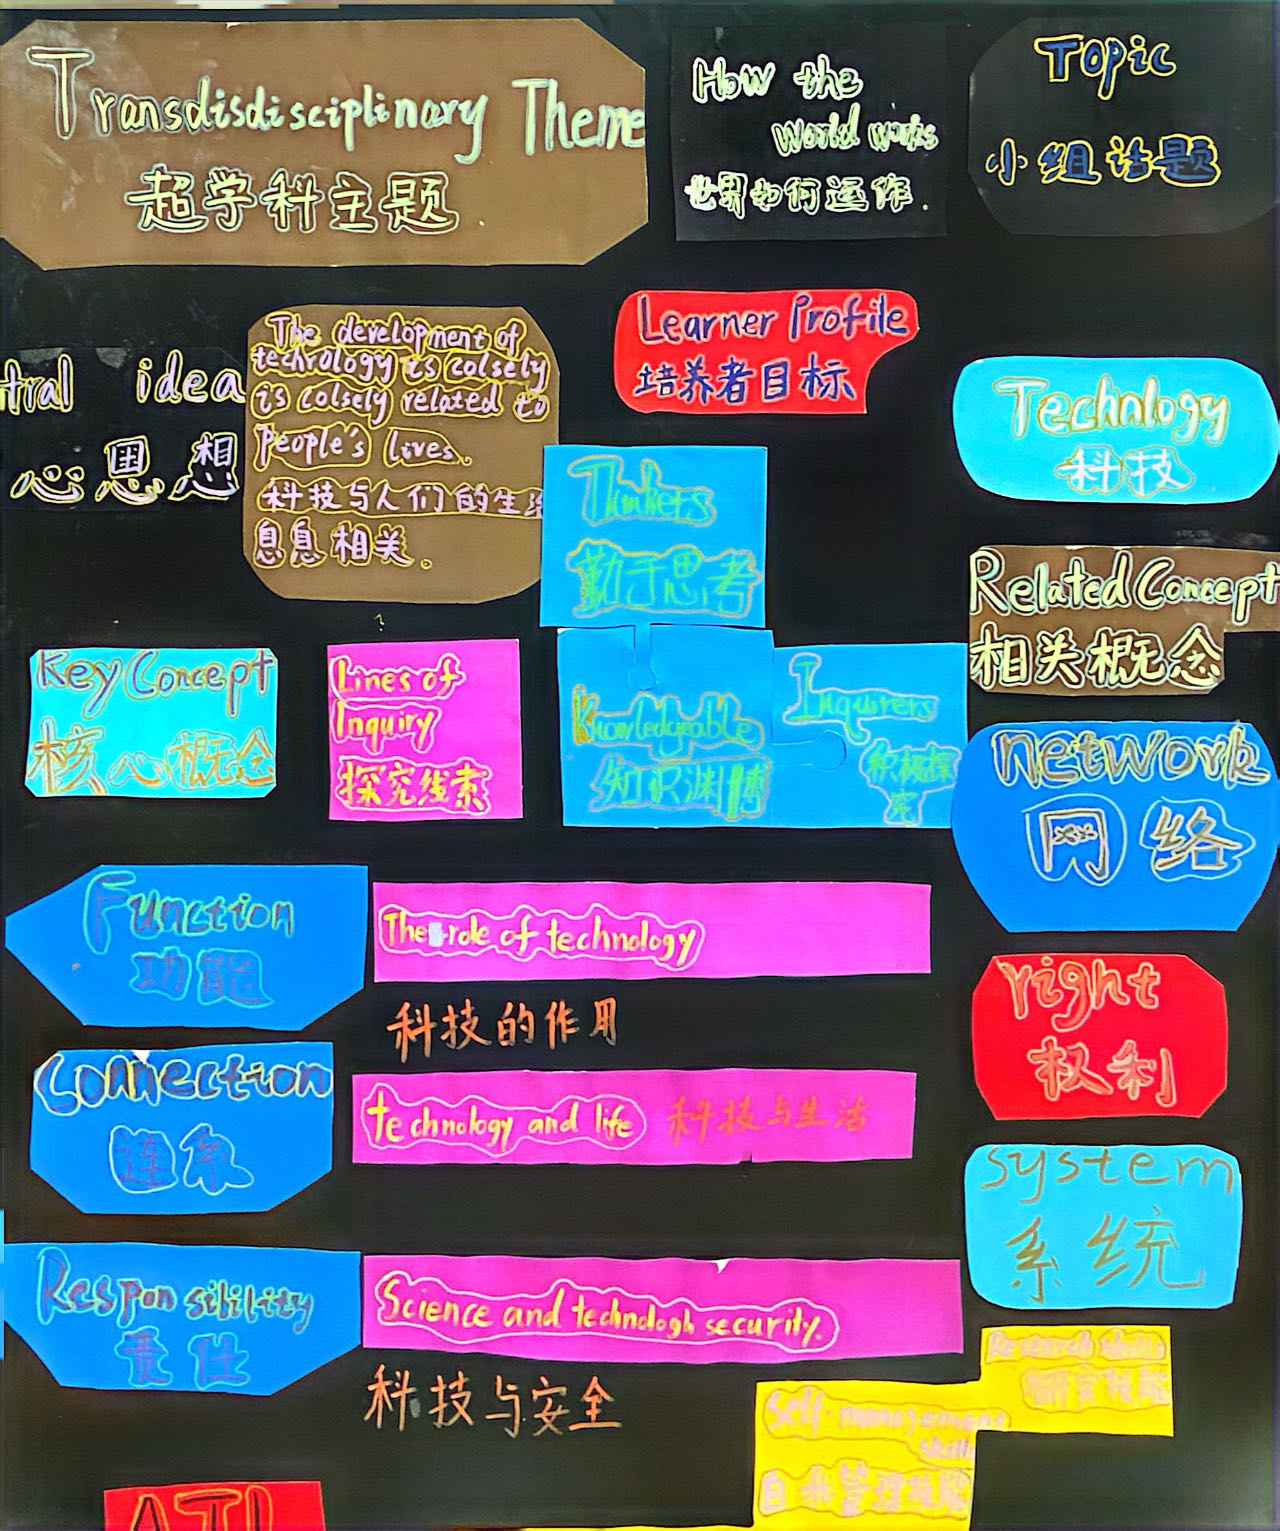 Transdisdisciplinary Theme
超学科主题.
How the
World works
世界如何运作.
Topic
小组话题
tral idea
心思想
The development of
technology is colsely
is colsely related to
People's lives.
科技与人们的生活
息息相关。
Learner Profile
培养者目标
Technlogy
科技
Thinkers
勤于思考
Related Concept
相关概念
Key Concept
核心概念
Lines of
Inquiry
探究线索
Knowledgeable
知识渊博
Inquirers
积极探
究
Network
网络
Function
功能
The role of technology
科技的作用
right
权利
Connection
连系
technology and life 科技与生活
system
系统
Responsibility
责任
Science and technologh security.
科技与安全
Research skills
研究技能
Self-management
skills
自我管理技能
ATL